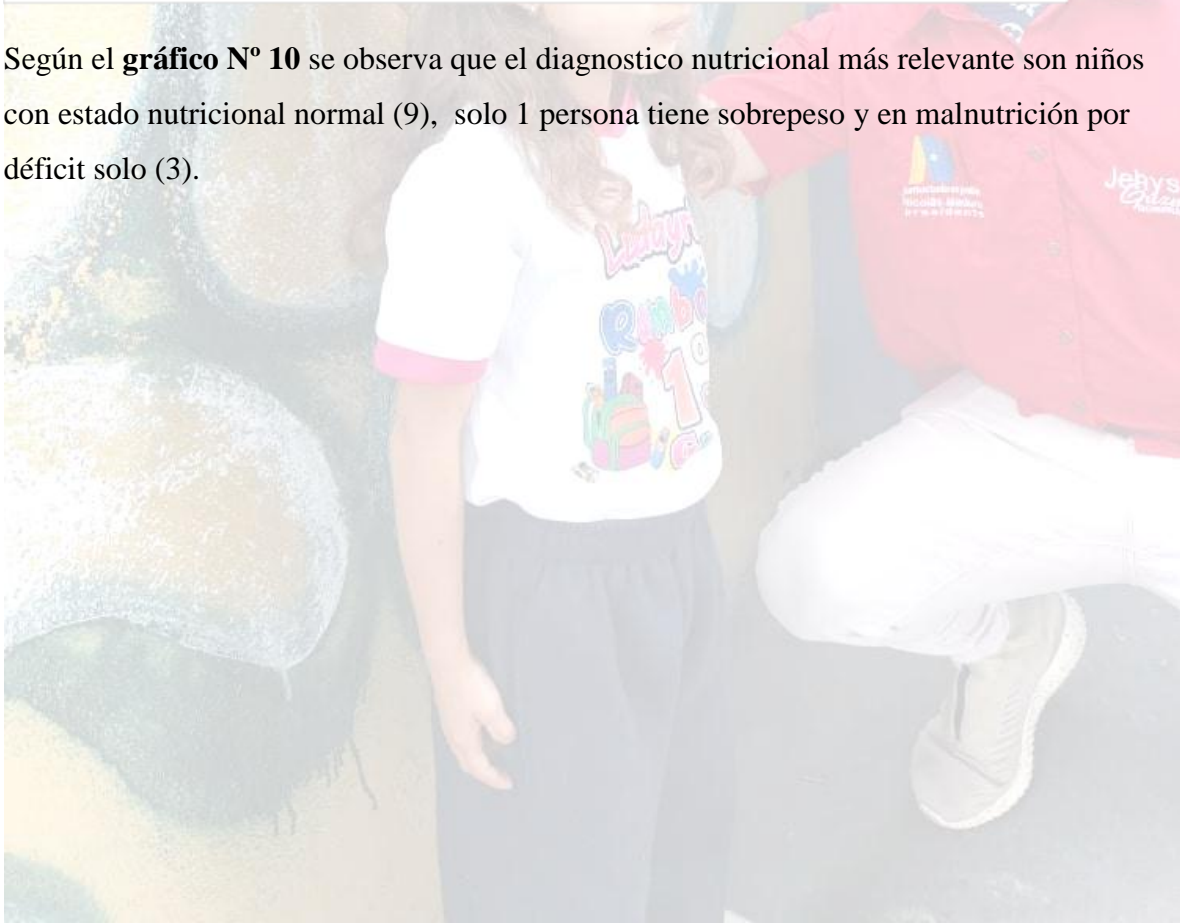 Según el gráfico Nº 10 se observa que el diagnostico nutricional más relevante son niños
con estado nutricional normal (9), solo 1 persona tiene sobrepeso y en malnutrición por
déficit solo (3).
1º